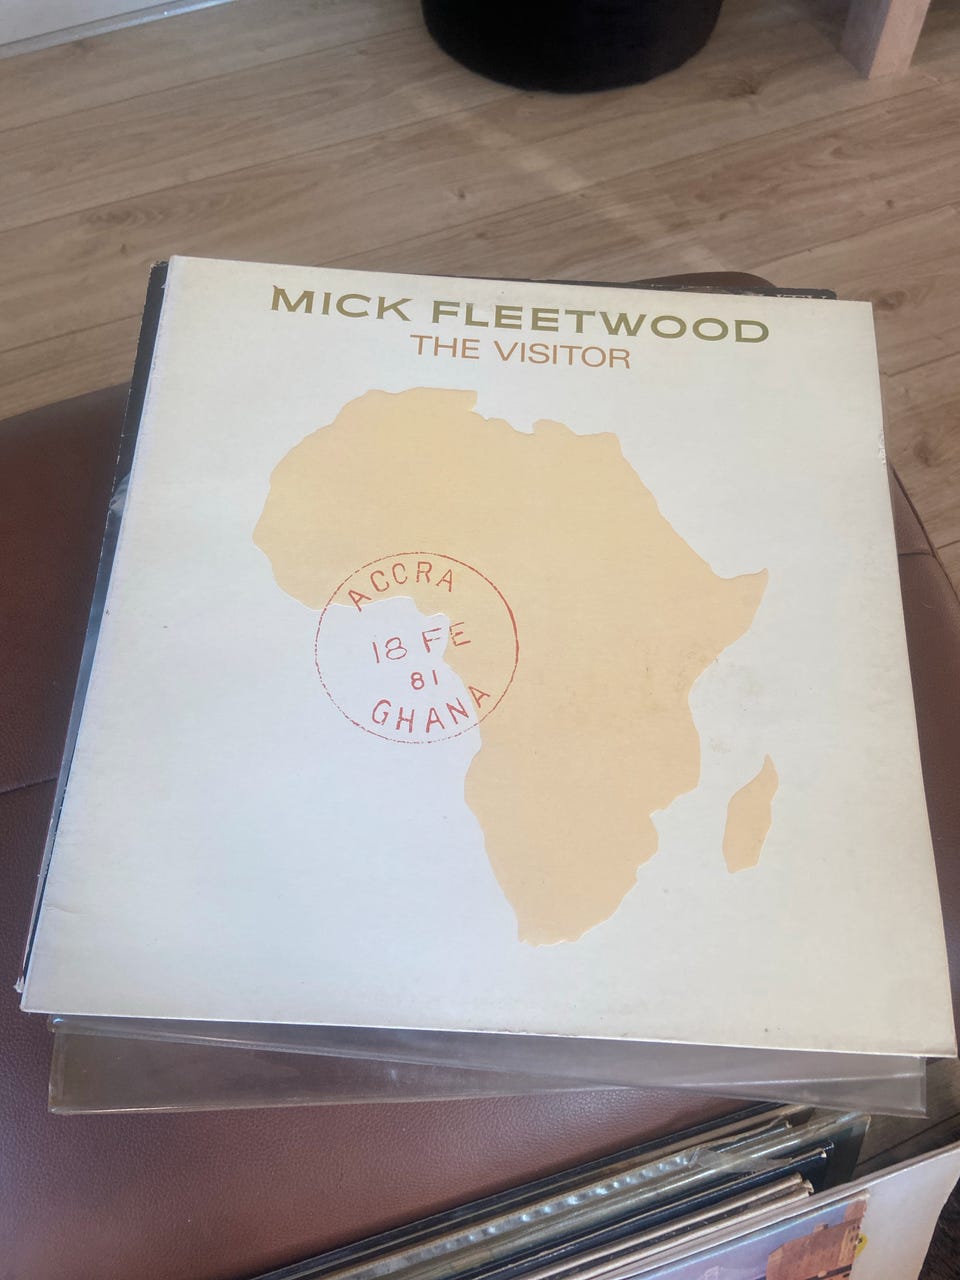 MICK FLEETWOOD
THE VISITOR
ACCRA
18 FE
81
GHANA